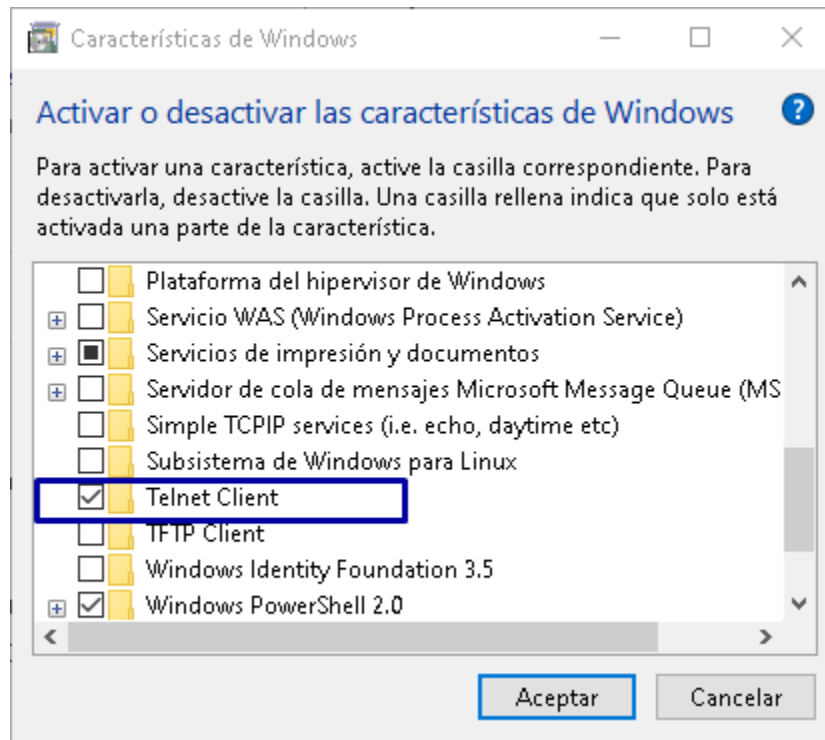 Características de Windows
Activar o desactivar las características de Windows
Para activar una característica, active la casilla correspondiente. Para
desactivarla, desactive la casilla. Una casilla rellena indica que solo está
activada una parte de la característica.
Plataforma del hipervisor de Windows
Servicio WAS (Windows Process Activation Service)
Servicios de impresión y documentos
Servidor de cola de mensajes Microsoft Message Queue (MS
Simple TCPIP services (i.e. echo, daytime etc)
Subsistema de Windows para Linux
Telnet Client
TFTP Client
Windows Identity Foundation 3.5
Windows PowerShell 2.0
Aceptar Cancelar